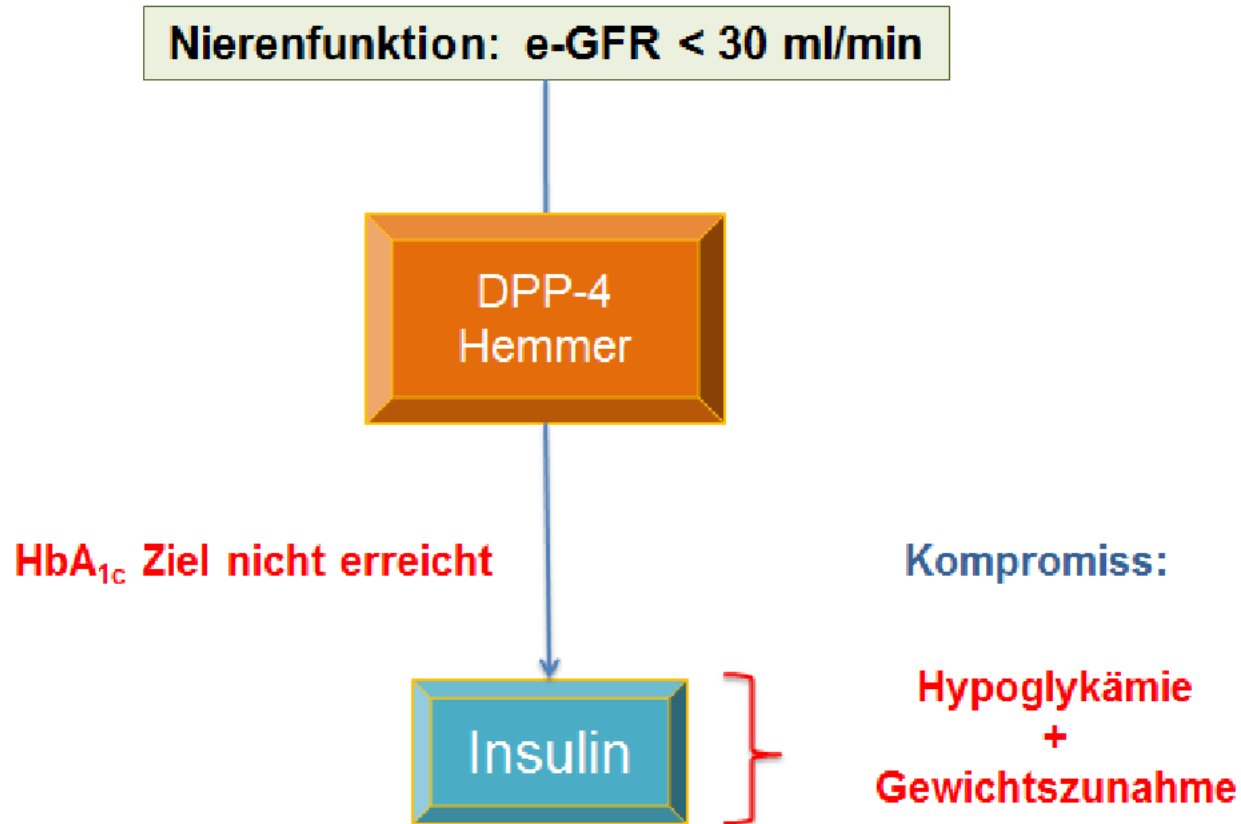 Nierenfunktion: e-GFR < 30 ml/min
DPP-4
Hemmer
HbA1c Ziel nicht erreicht
Kompromiss:
Insulin
Hypoglykämie
+
Gewichtszunahme